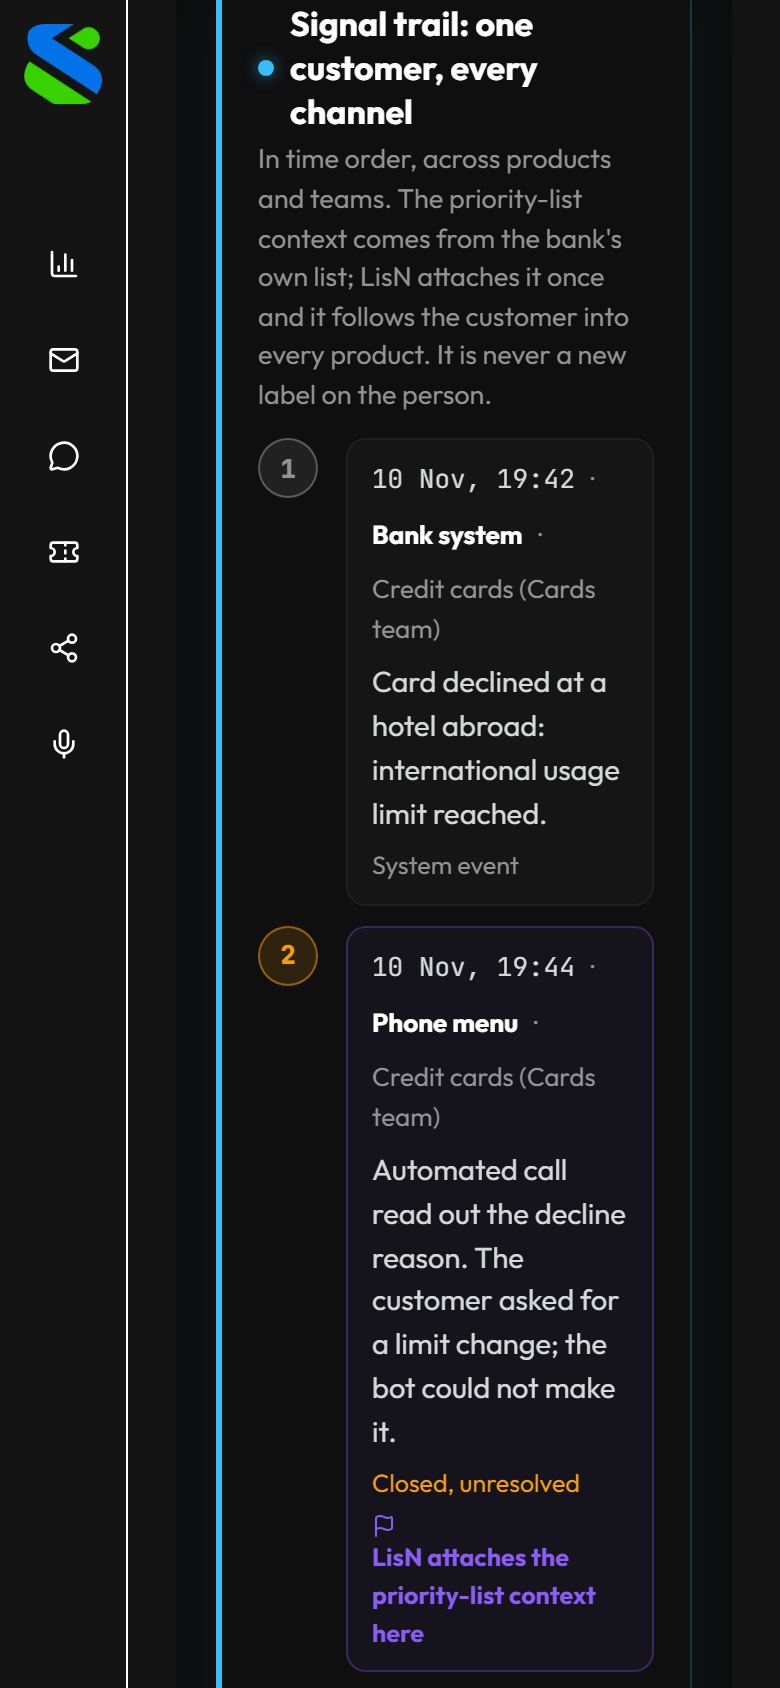 Signal trail: one
customer, every
channel
In time order, across products
and teams. The priority-list
context comes from the bank's
own list; LisN attaches it once
and it follows the customer into
every product. It is never a new
label on the person.
1
10 Nov, 19:42 ·
Bank system ·
Credit cards (Cards
team)
Card declined at a
hotel abroad:
international usage
limit reached.
System event
2
10 Nov, 19:44 ·
Phone menu ·
Credit cards (Cards
team)
Automated call
read out the decline
reason. The
customer asked for
a limit change; the
bot could not make
it.
Closed, unresolved
LisN attaches the
priority-list context
here